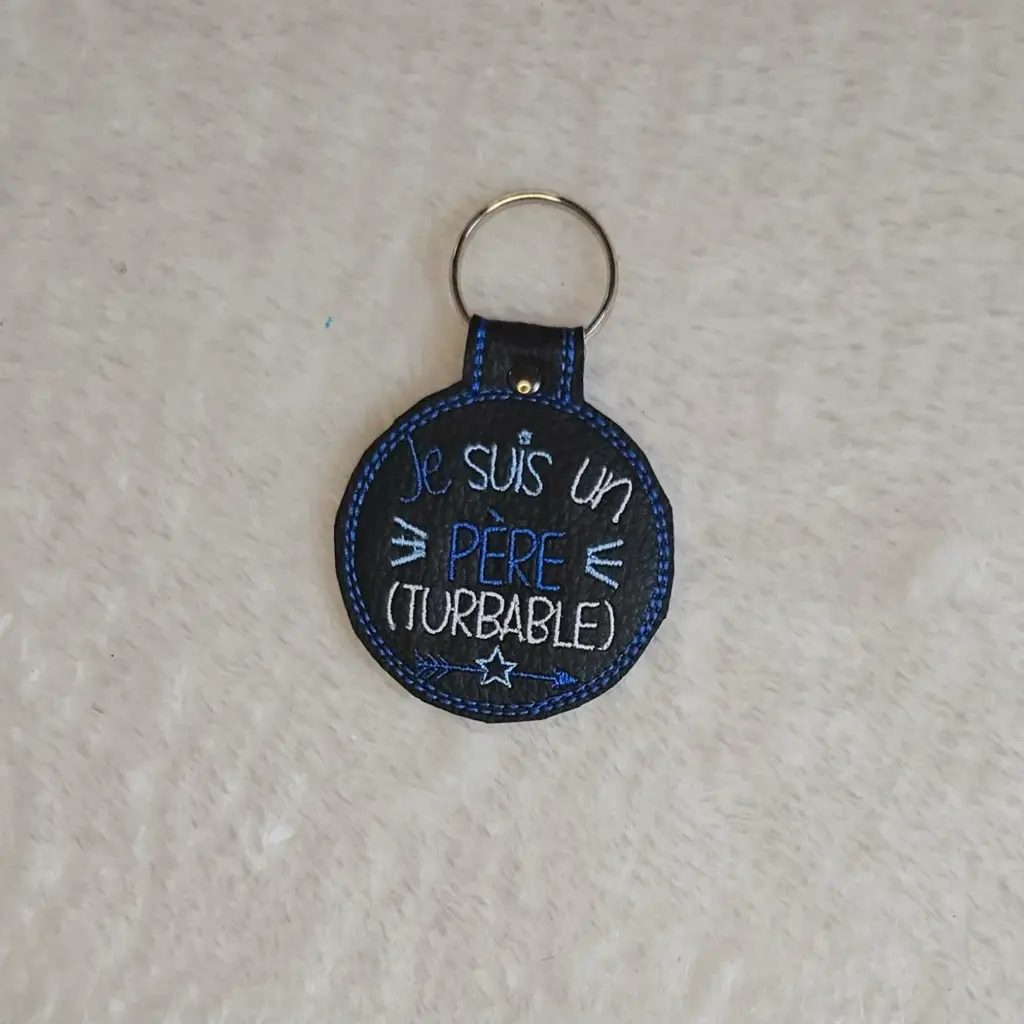 Je suis un
PÈRE
(TURBABLE)